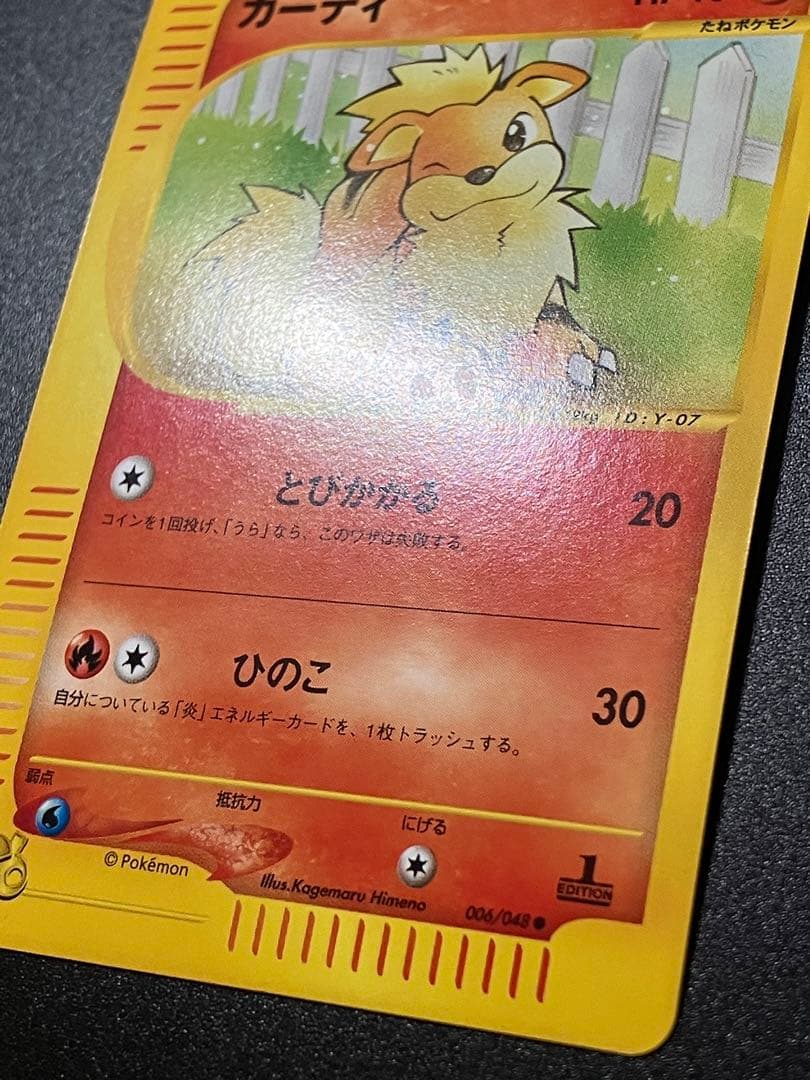 ガーディ
たねポケモン
ID:Y-07
とびかかる 20
コインを1回投げ、「うら」なら、このワザは失敗する。
ひのこ 30
自分についている「炎」エネルギーカードを、1枚トラッシュする。
弱点 抵抗力 にげる
©Pokémon
Illus.Kagemaru Himeno 006/048
1 EDITION